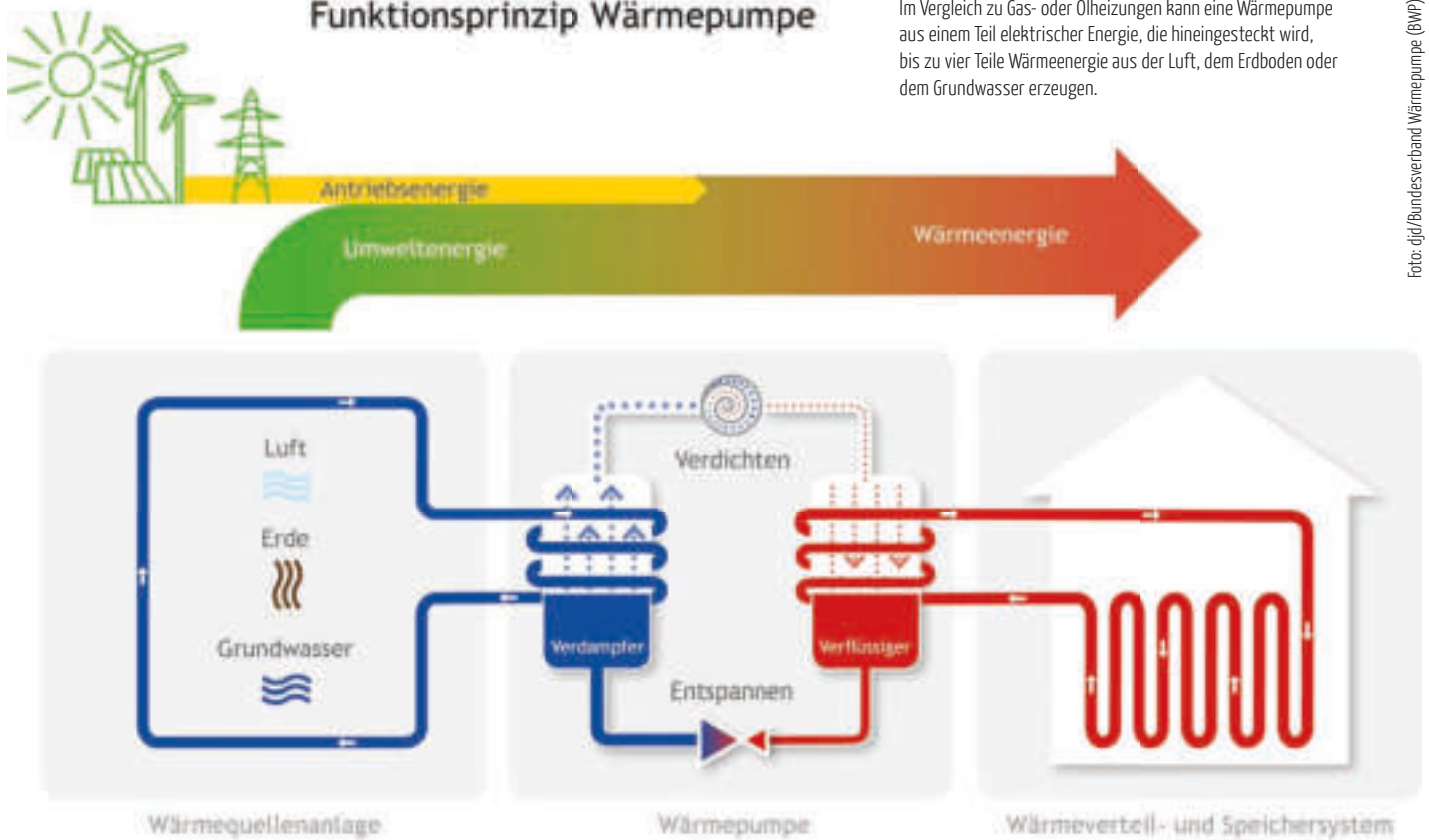 Funktionsprinzip Wärmepumpe
Im Vergleich zu Gas- oder Ölheizungen kann eine Wärmepumpe
aus einem Teil elektrischer Energie, die hineingesteckt wird,
bis zu vier Teile Wärmeenergie aus der Luft, dem Erdboden oder
dem Grundwasser erzeugen.
Foto: djd/Bundesverband Wärmepumpe (BWP)
Antriebsenergie
Umweltenergie
Wärmeenergie
Luft
Erde
Grundwasser
Verdichten
Verdampfer
Verflüssiger
Entspannen
Wärmequellenanlage
Wärmepumpe
Wärmeverteil- und Speichersystem